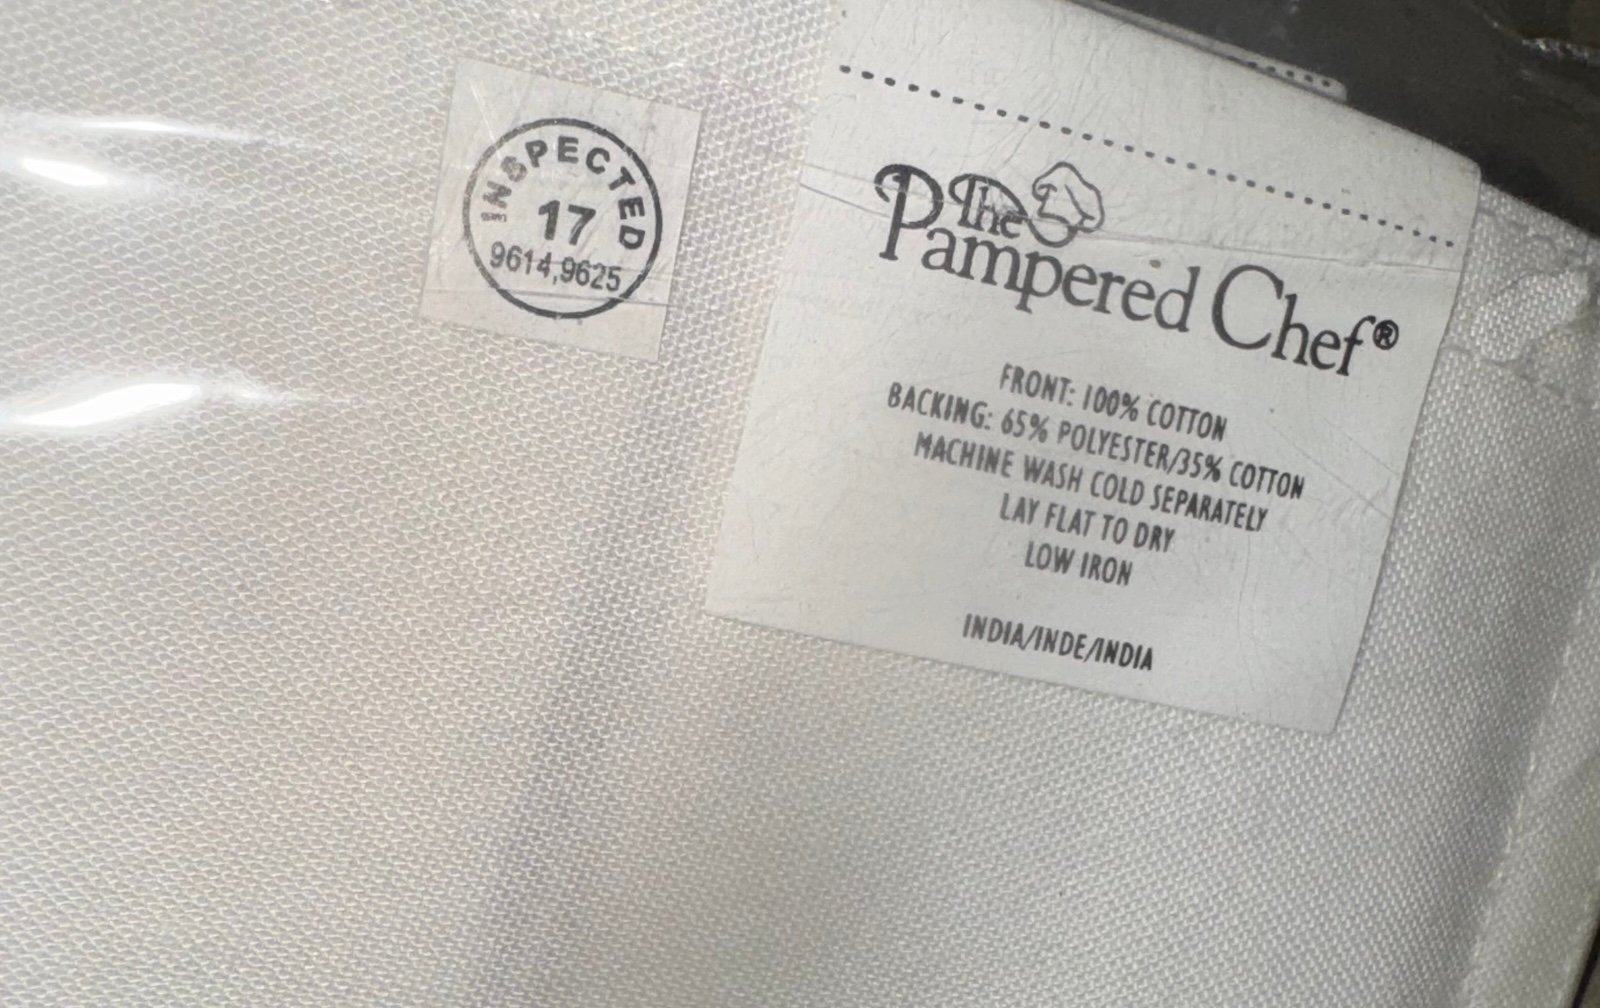 INSPECTED
17
9614,9625
The
Pampered Chef®
FRONT: 100% COTTON
BACKING: 65% POLYESTER/35% COTTON
MACHINE WASH COLD SEPARATELY
LAY FLAT TO DRY
LOW IRON
INDIA/INDE/INDIA